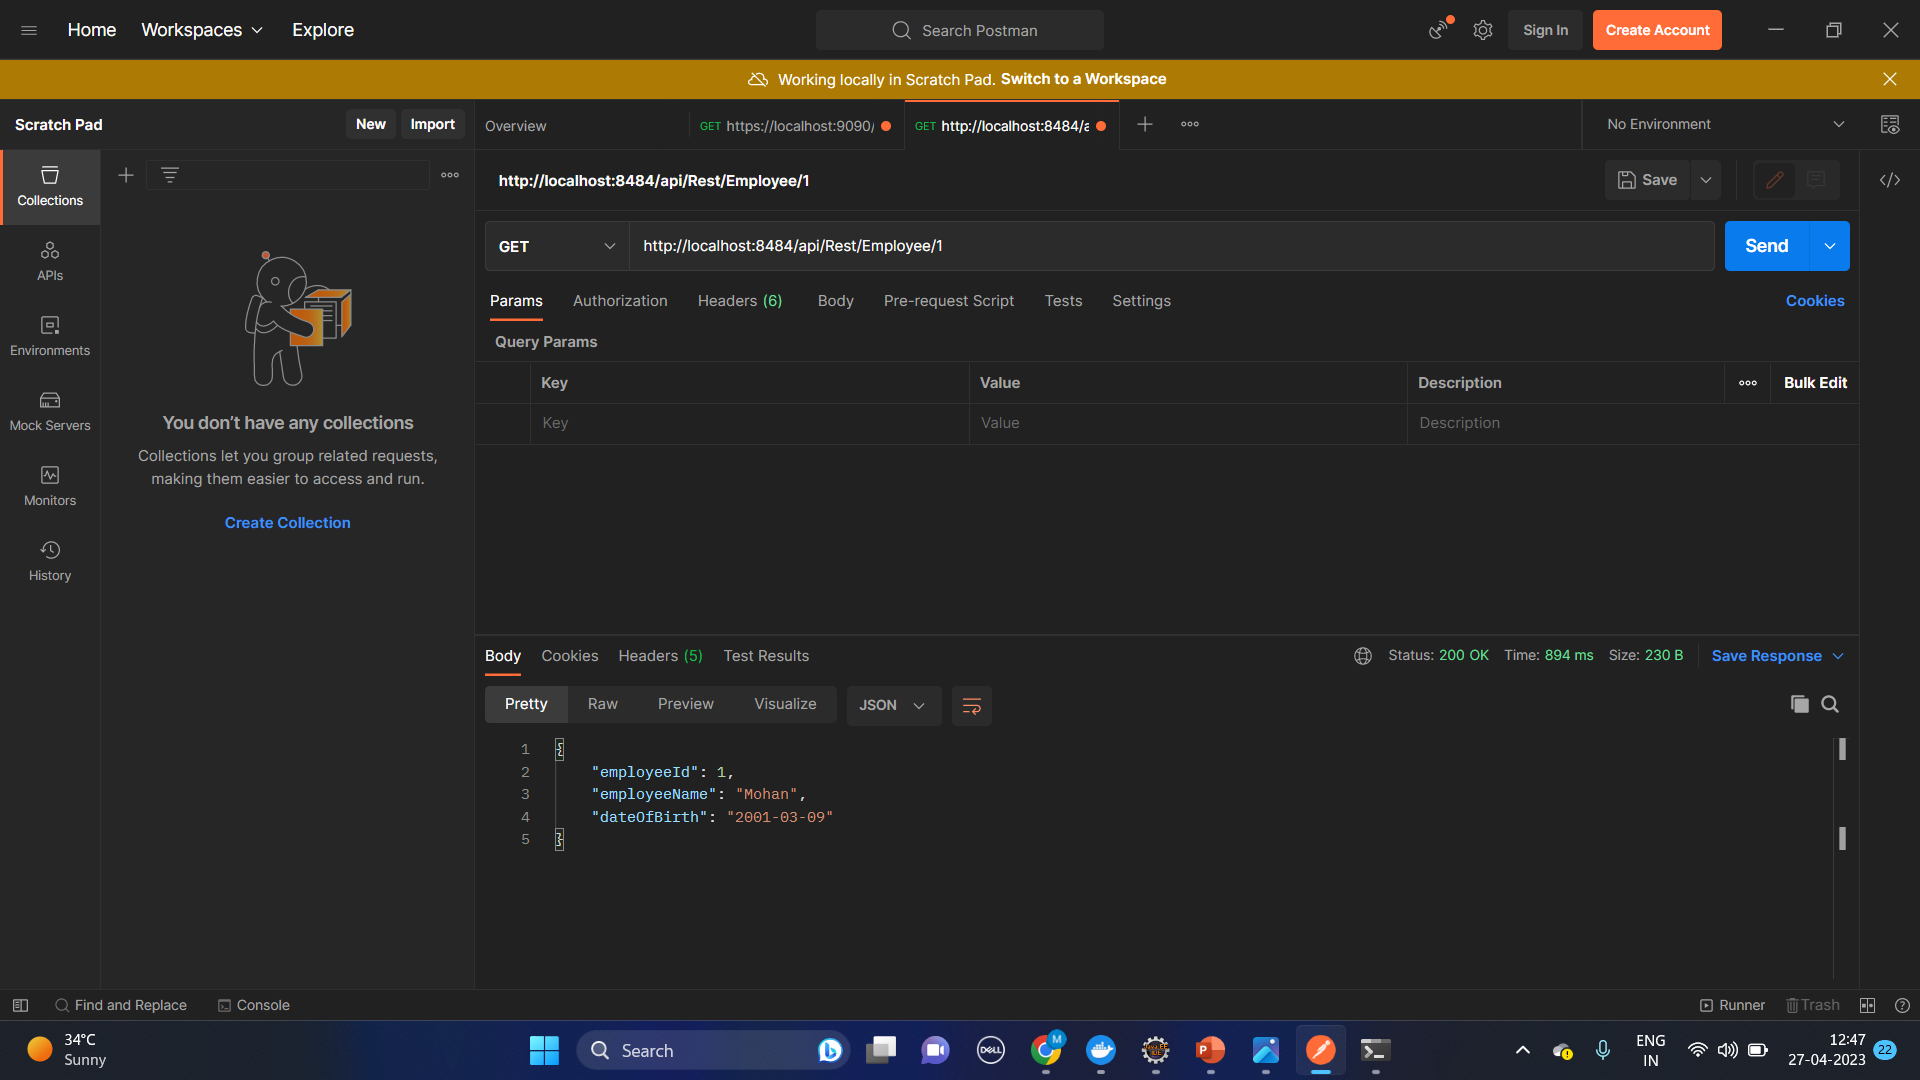 Home Workspaces Explore Search Postman Sign In Create Account
Working locally in Scratch Pad. Switch to a Workspace
Scratch Pad New Import Overview GET https://localhost:9090/ GET http://localhost:8484/a No Environment
http://localhost:8484/api/Rest/Employee/1 Save
Collections
GET http://localhost:8484/api/Rest/Employee/1 Send
APIs
Params Authorization Headers (6) Body Pre-request Script Tests Settings Cookies
Query Params
Environments
Key Value Description Bulk Edit
Key Value Description
Mock Servers
You don't have any collections
Collections let you group related requests,
making them easier to access and run.
Monitors
Create Collection
History
Body Cookies Headers (5) Test Results Status: 200 OK Time: 894 ms Size: 230 B Save Response
Pretty Raw Preview Visualize JSON
1 {
2 "employeeId": 1,
3 "employeeName": "Mohan",
4 "dateOfBirth": "2001-03-09"
5 }
Find and Replace Console Runner Trash
34°C
Sunny
Search
DELL
M
JAVA EE
IDE
P
ENG
IN
12:47
27-04-2023
22